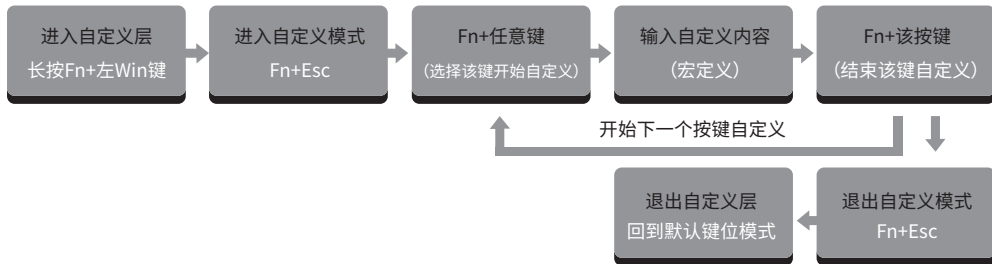 进入自定义层
长按Fn+左Win键
进入自定义模式
Fn+Esc
Fn+任意键
(选择该键开始自定义)
输入自定义内容
(宏定义)
Fn+该按键
(结束该键自定义)
开始下一个按键自定义
退出自定义层
回到默认键位模式
退出自定义模式
Fn+Esc